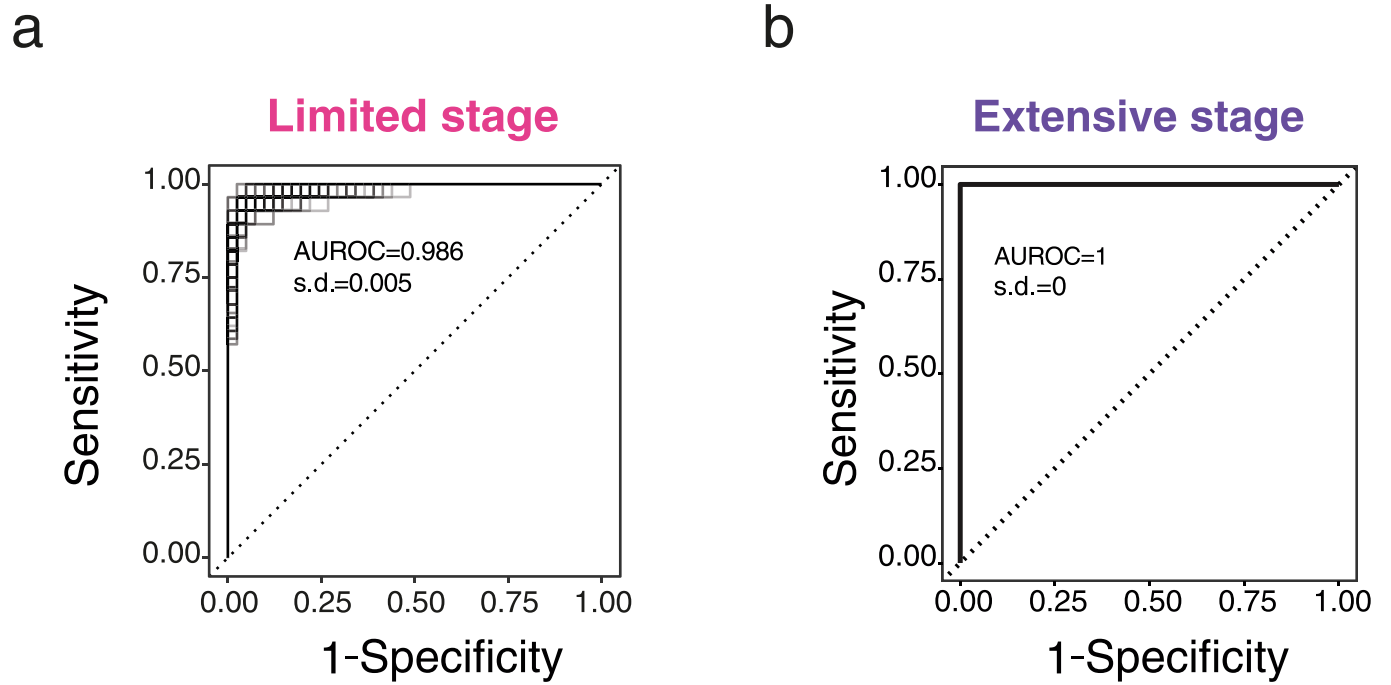 a
Limited stage
1.00
0.75
0.50
0.25
0.00
Sensitivity
AUROC=0.986
s.d.=0.005
0.00 0.25 0.50 0.75 1.00
1-Specificity
b
Extensive stage
1.00
0.75
0.50
0.25
0.00
Sensitivity
AUROC=1
s.d.=0
0.00 0.25 0.50 0.75 1.00
1-Specificity